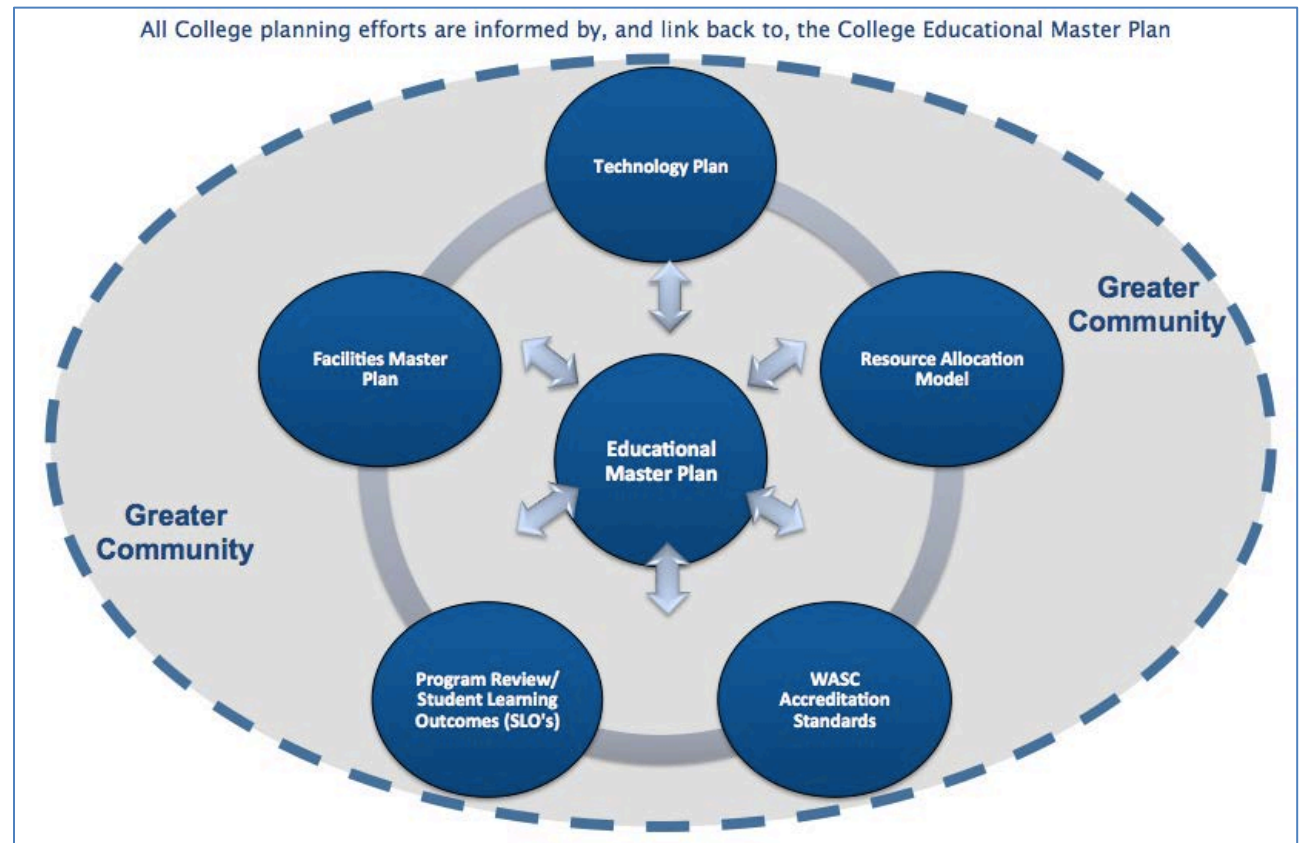 All College planning efforts are informed by, and link back to, the College Educational Master Plan
Technology Plan
Greater
Community
Facilities Master
Plan
Resource Allocation
Model
Educational
Master Plan
Greater
Community
Program Review/
Student Learning
Outcomes (SLO's)
WASC
Accreditation
Standards